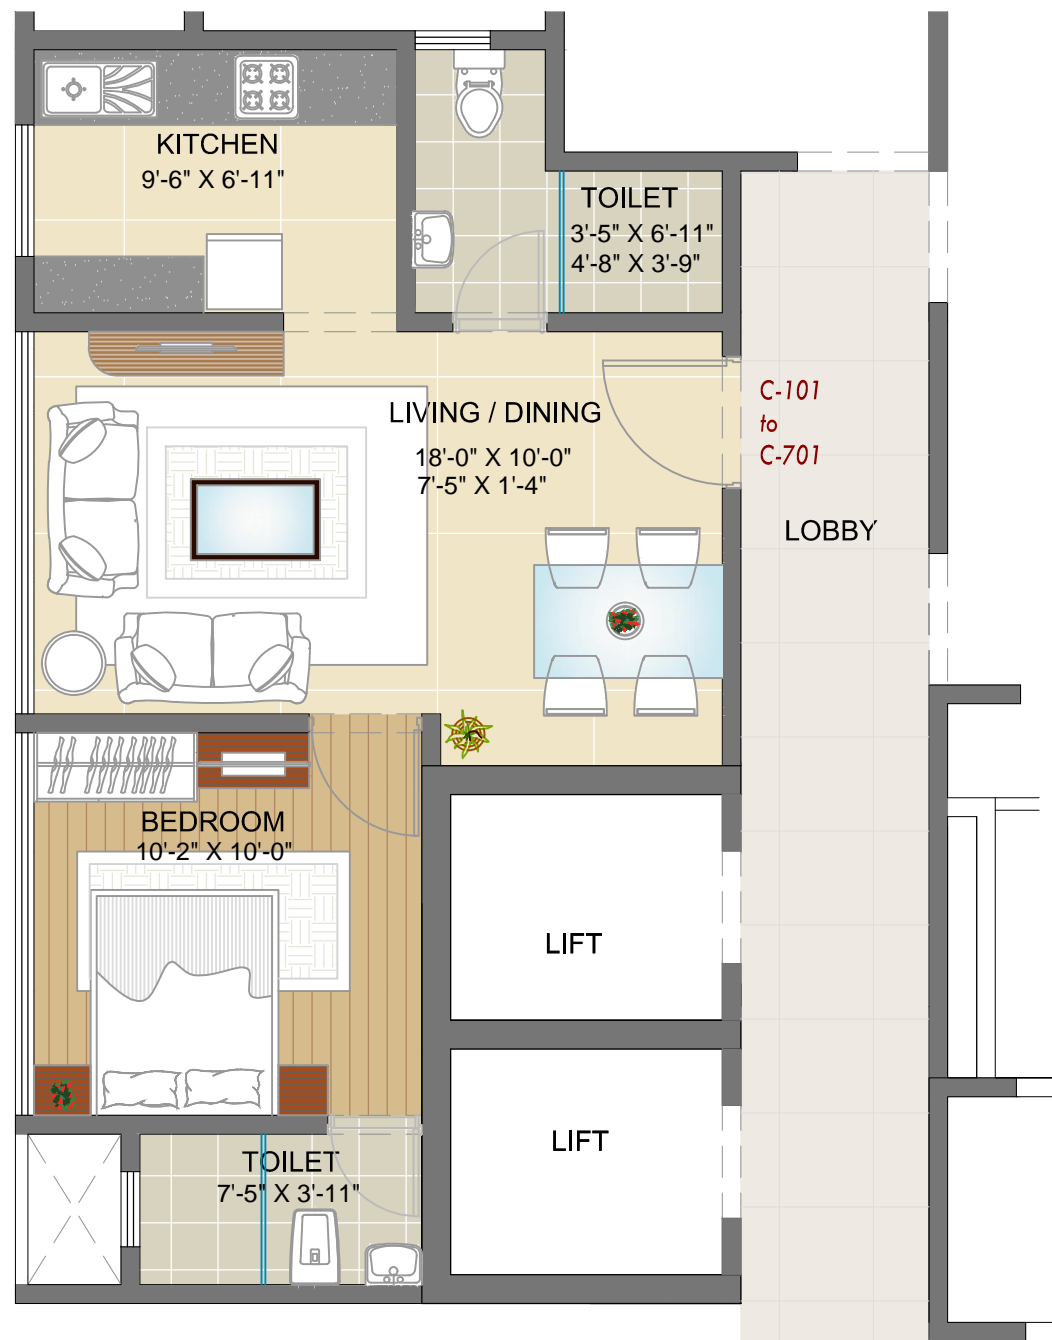 KITCHEN
9'-6" X 6'-11"
TOILET
3'-5" X 6'-11"
4'-8" X 3'-9"
LIVING / DINING
18'-0" X 10'-0"
7'-5" X 1'-4"
C-101
to
C-701
LOBBY
BEDROOM
10'-2" X 10'-0"
LIFT
LIFT
TOILET
7'-5" X 3'-11"